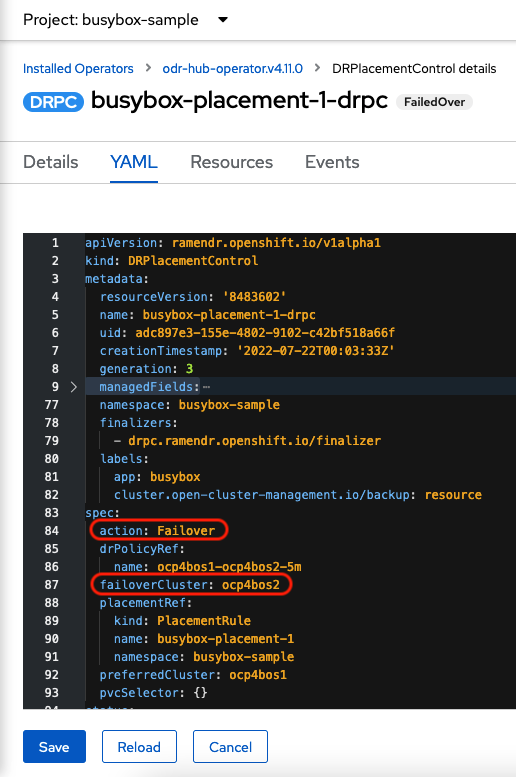 Project: busybox-sample
Installed Operators > odr-hub-operator.v4.11.0 > DRPlacementControl details
DRPC busybox-placement-1-drpc FailedOver
Details YAML Resources Events
1 apiVersion: ramendr.openshift.io/v1alpha1
2 kind: DRPlacementControl
3 metadata:
4 resourceVersion: '8483602'
5 name: busybox-placement-1-drpc
6 uid: adc897e3-155e-4802-9102-c42bf518a66f
7 creationTimestamp: '2022-07-22T00:03:33Z'
8 generation: 3
9 > managedFields:⋯
77 namespace: busybox-sample
78 finalizers:
79 - drpc.ramendr.openshift.io/finalizer
80 labels:
81 app: busybox
82 cluster.open-cluster-management.io/backup: resource
83 spec:
84 action: Failover
85 drPolicyRef:
86 name: ocp4bos1-ocp4bos2-5m
87 failoverCluster: ocp4bos2
88 placementRef:
89 kind: PlacementRule
90 name: busybox-placement-1
91 namespace: busybox-sample
92 preferredCluster: ocp4bos1
93 pvcSelector: {}
Save Reload Cancel